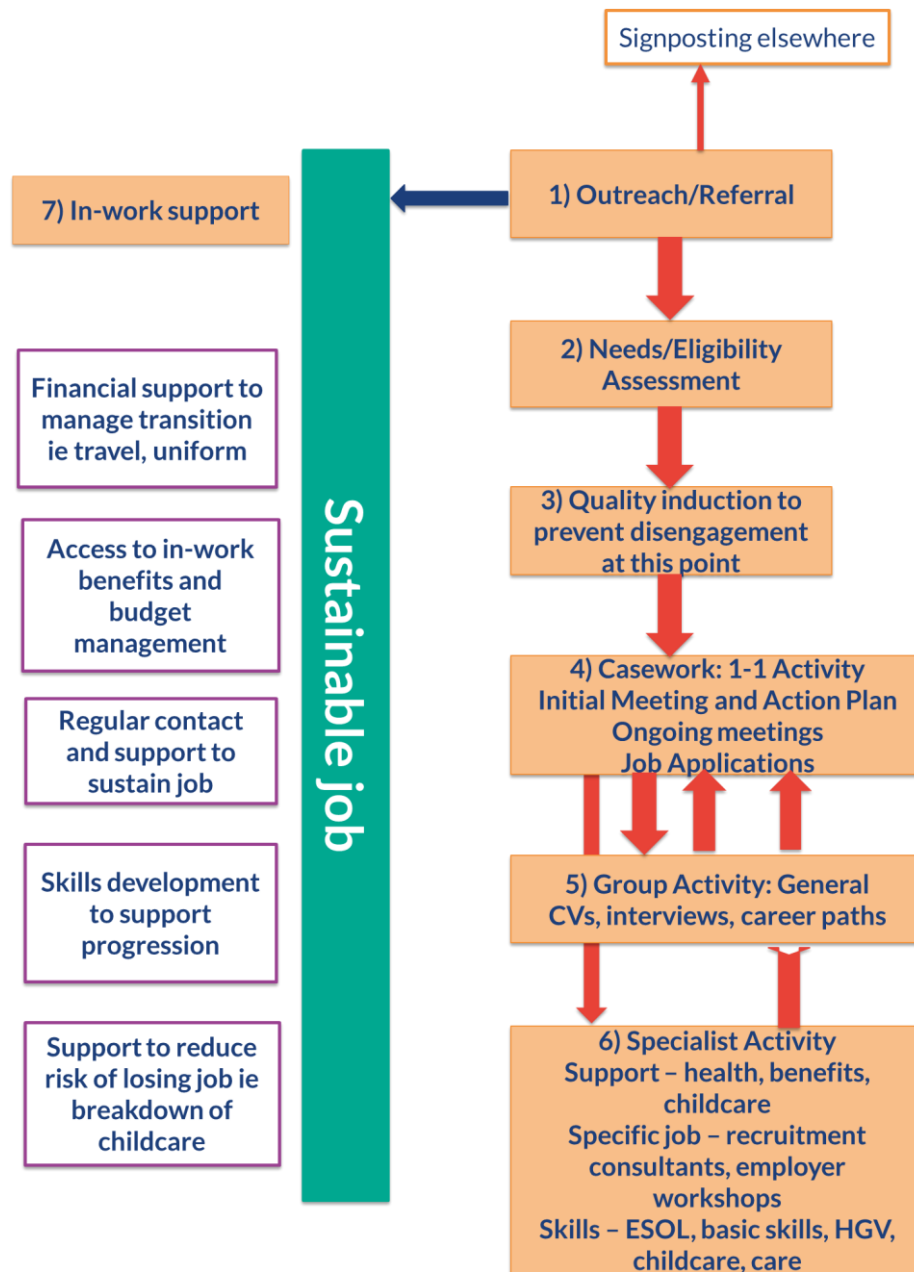 Signposting elsewhere
1) Outreach/Referral
2) Needs/Eligibility
Assessment
3) Quality induction to
prevent disengagement
at this point
4) Casework: 1-1 Activity
Initial Meeting and Action Plan
Ongoing meetings
Job Applications
5) Group Activity: General
CVs, interviews, career paths
6) Specialist Activity
Support – health, benefits,
childcare
Specific job – recruitment
consultants, employer
workshops
Skills – ESOL, basic skills, HGV,
childcare, care
Sustainable job
7) In-work support
Financial support to
manage transition
ie travel, uniform
Access to in-work
benefits and
budget
management
Regular contact
and support to
sustain job
Skills development
to support
progression
Support to reduce
risk of losing job ie
breakdown of
childcare